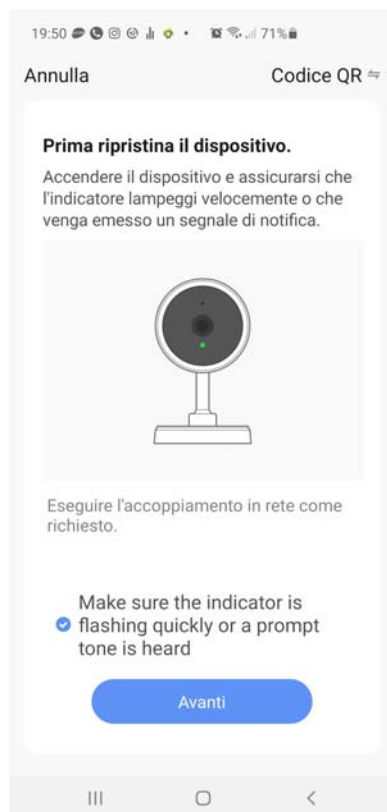 19:50 71%
Annulla Codice QR
Prima ripristina il dispositivo.
Accendere il dispositivo e assicurarsi che
l'indicatore lampeggi velocemente o che
venga emesso un segnale di notifica.
Eseguire l'accoppiamento in rete come
richiesto.
Make sure the indicator is
flashing quickly or a prompt
tone is heard
Avanti